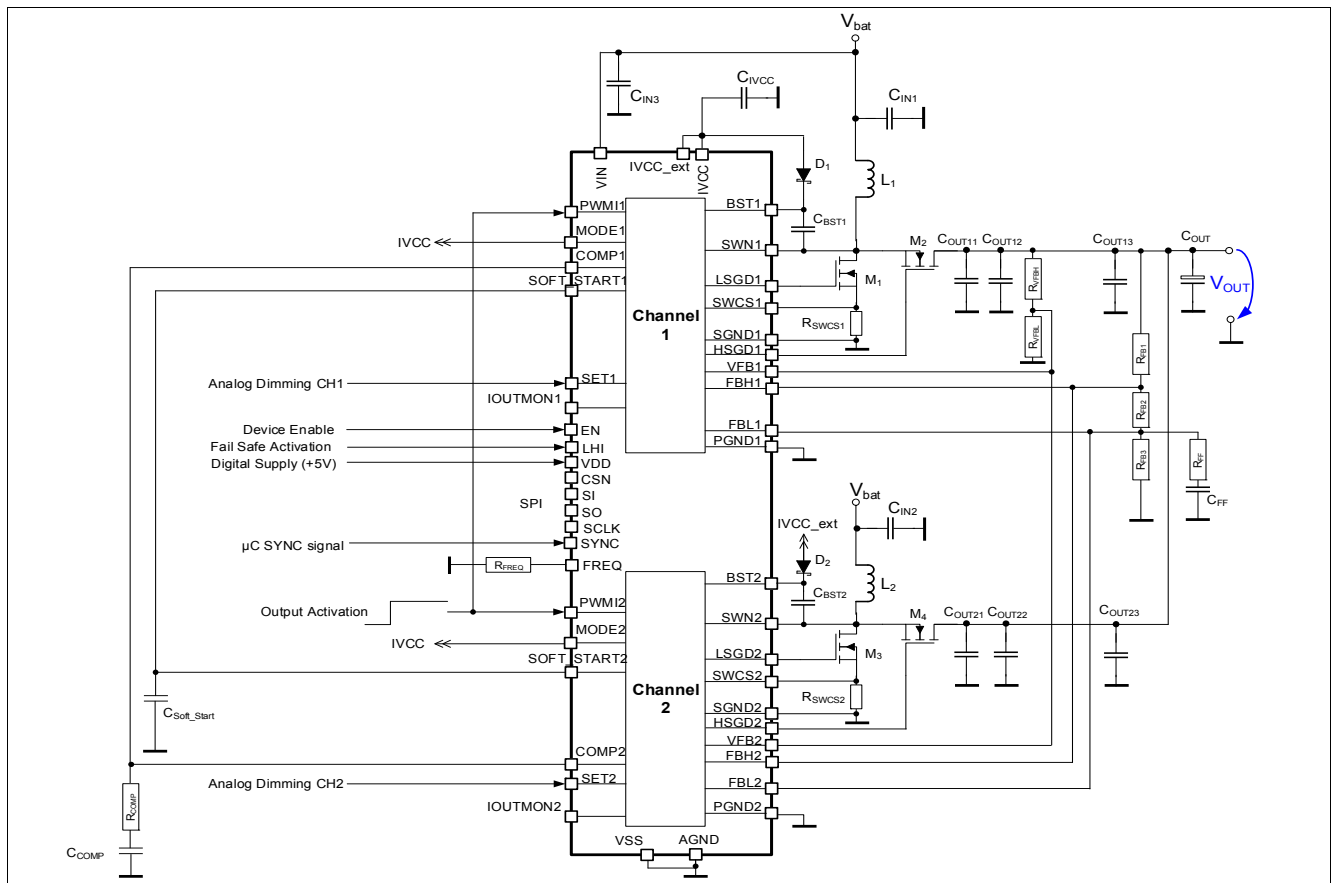 Vbat
CIVCC
CIN3
CIN1
IVCC_ext
VIN
IVCC
D1
L1
PWMI1
BST1
CBST1
MODE1
IVCC
SWN1
M2
COUT11
COUT12
COUT13
COUT
COMP1
SOFT_START1
LSGD1
M1
RVFBH
VOUT
Channel
1
SWCS1
RSWCS1
SGND1
RVFBL
HSGD1
VFB1
RFB1
Analog Dimming CH1
SET1
FBH1
IOUTMON1
RFB2
Device Enable
EN
FBL1
Fail Safe Activation
LHI
PGND1
RFB3
RFF
Digital Supply (+5V)
VDD
CSN
CFF
SPI
SI
SO
SCLK
Vbat
CIN2
IVCC_ext
µC SYNC signal
SYNC
D2
RFREQ
FREQ
L2
BST2
CBST2
Output Activation
PWMI2
SWN2
M4
COUT21
COUT22
COUT23
MODE2
IVCC
SOFT_START2
LSGD2
M3
SWCS2
Channel
2
RSWCS2
CSoft_Start
SGND2
HSGD2
VFB2
COMP2
FBH2
Analog Dimming CH2
SET2
FBL2
RCOMP
IOUTMON2
PGND2
CCOMP
VSS
AGND